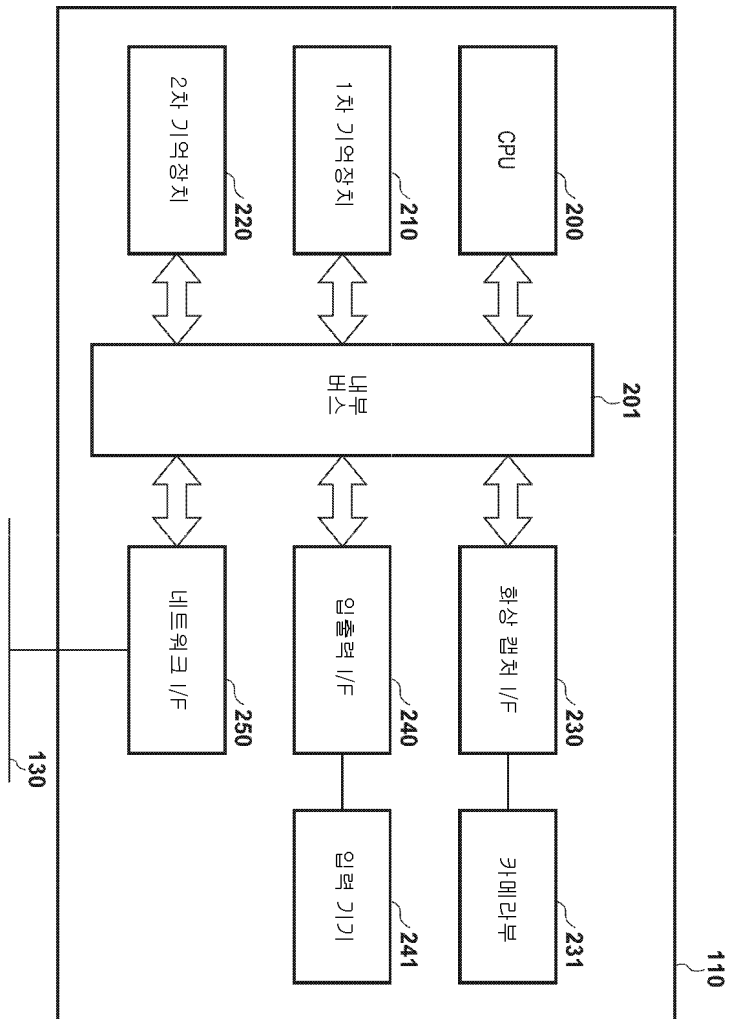 110
201
200
230
231
CPU
화상 캡처 I/F
카메라부
210
240
241
1차 기억장치
내부
버스
입출력 I/F
입력 기기
220
250
2차 기억장치
네트워크 I/F
130